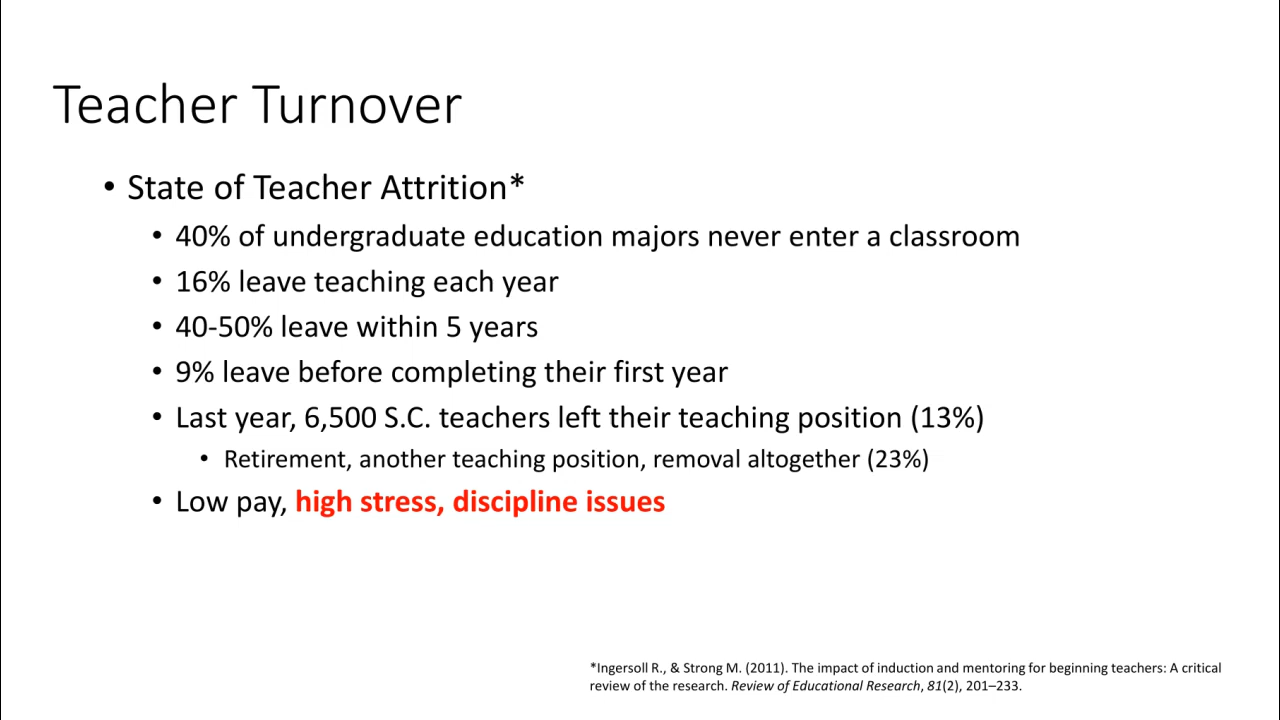 Teacher Turnover
• State of Teacher Attrition*
• 40% of undergraduate education majors never enter a classroom
• 16% leave teaching each year
• 40-50% leave within 5 years
• 9% leave before completing their first year
• Last year, 6,500 S.C. teachers left their teaching position (13%)
• Retirement, another teaching position, removal altogether (23%)
• Low pay, high stress, discipline issues
*Ingersoll R., & Strong M. (2011). The impact of induction and mentoring for beginning teachers: A critical
review of the research. Review of Educational Research, 81(2), 201–233.